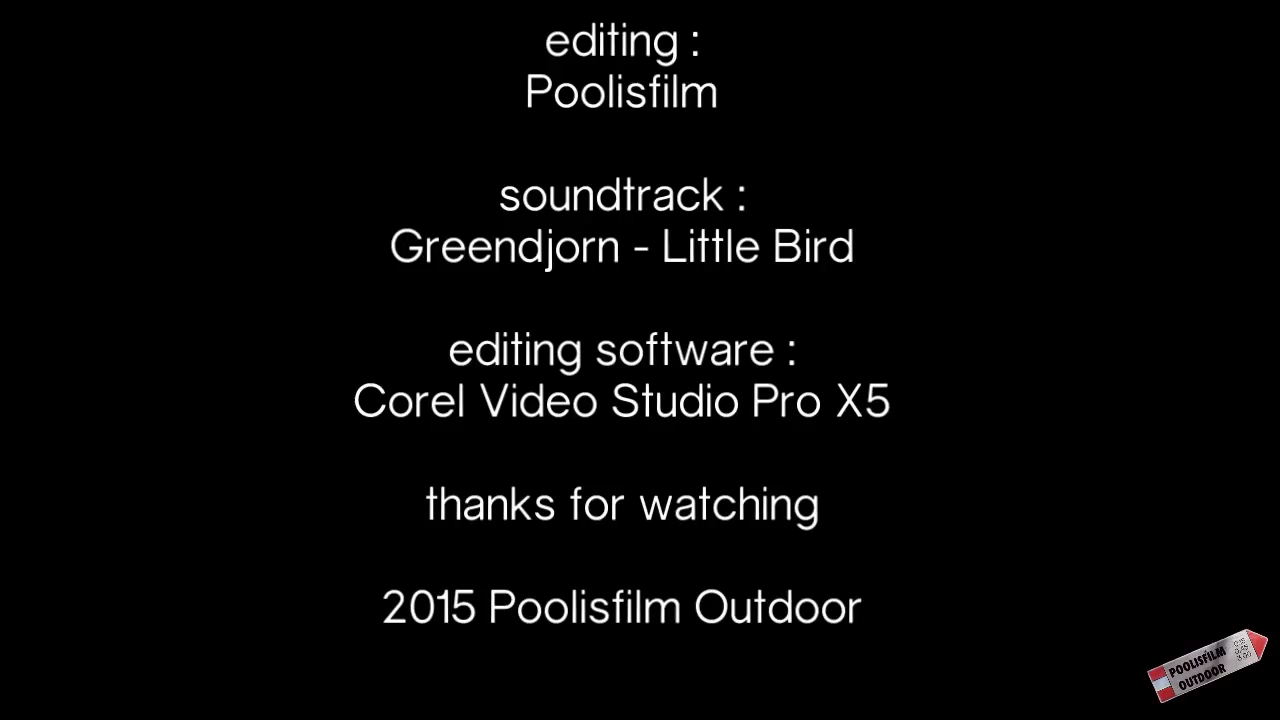 editing :
Poolisfilm
soundtrack :
Greendjorn - Little Bird
editing software :
Corel Video Studio Pro X5
thanks for watching
2015 Poolisfilm Outdoor
POOLISFILM
OUTDOOR